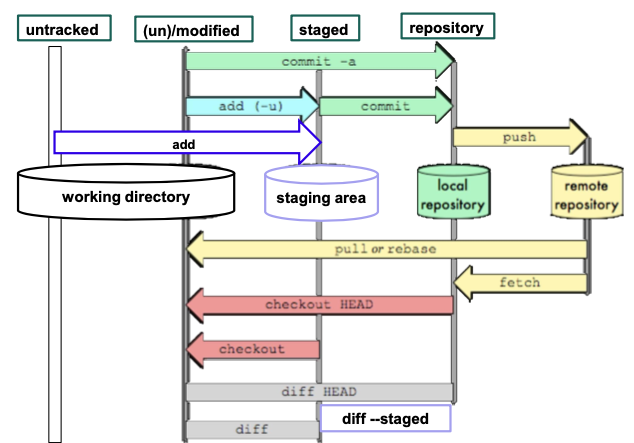 untracked
(un)/modified
staged
repository
commit -a
add (-u)
commit
add
push
working directory
staging area
local
repository
remote
repository
pull or rebase
fetch
checkout HEAD
checkout
diff HEAD
diff --staged
diff